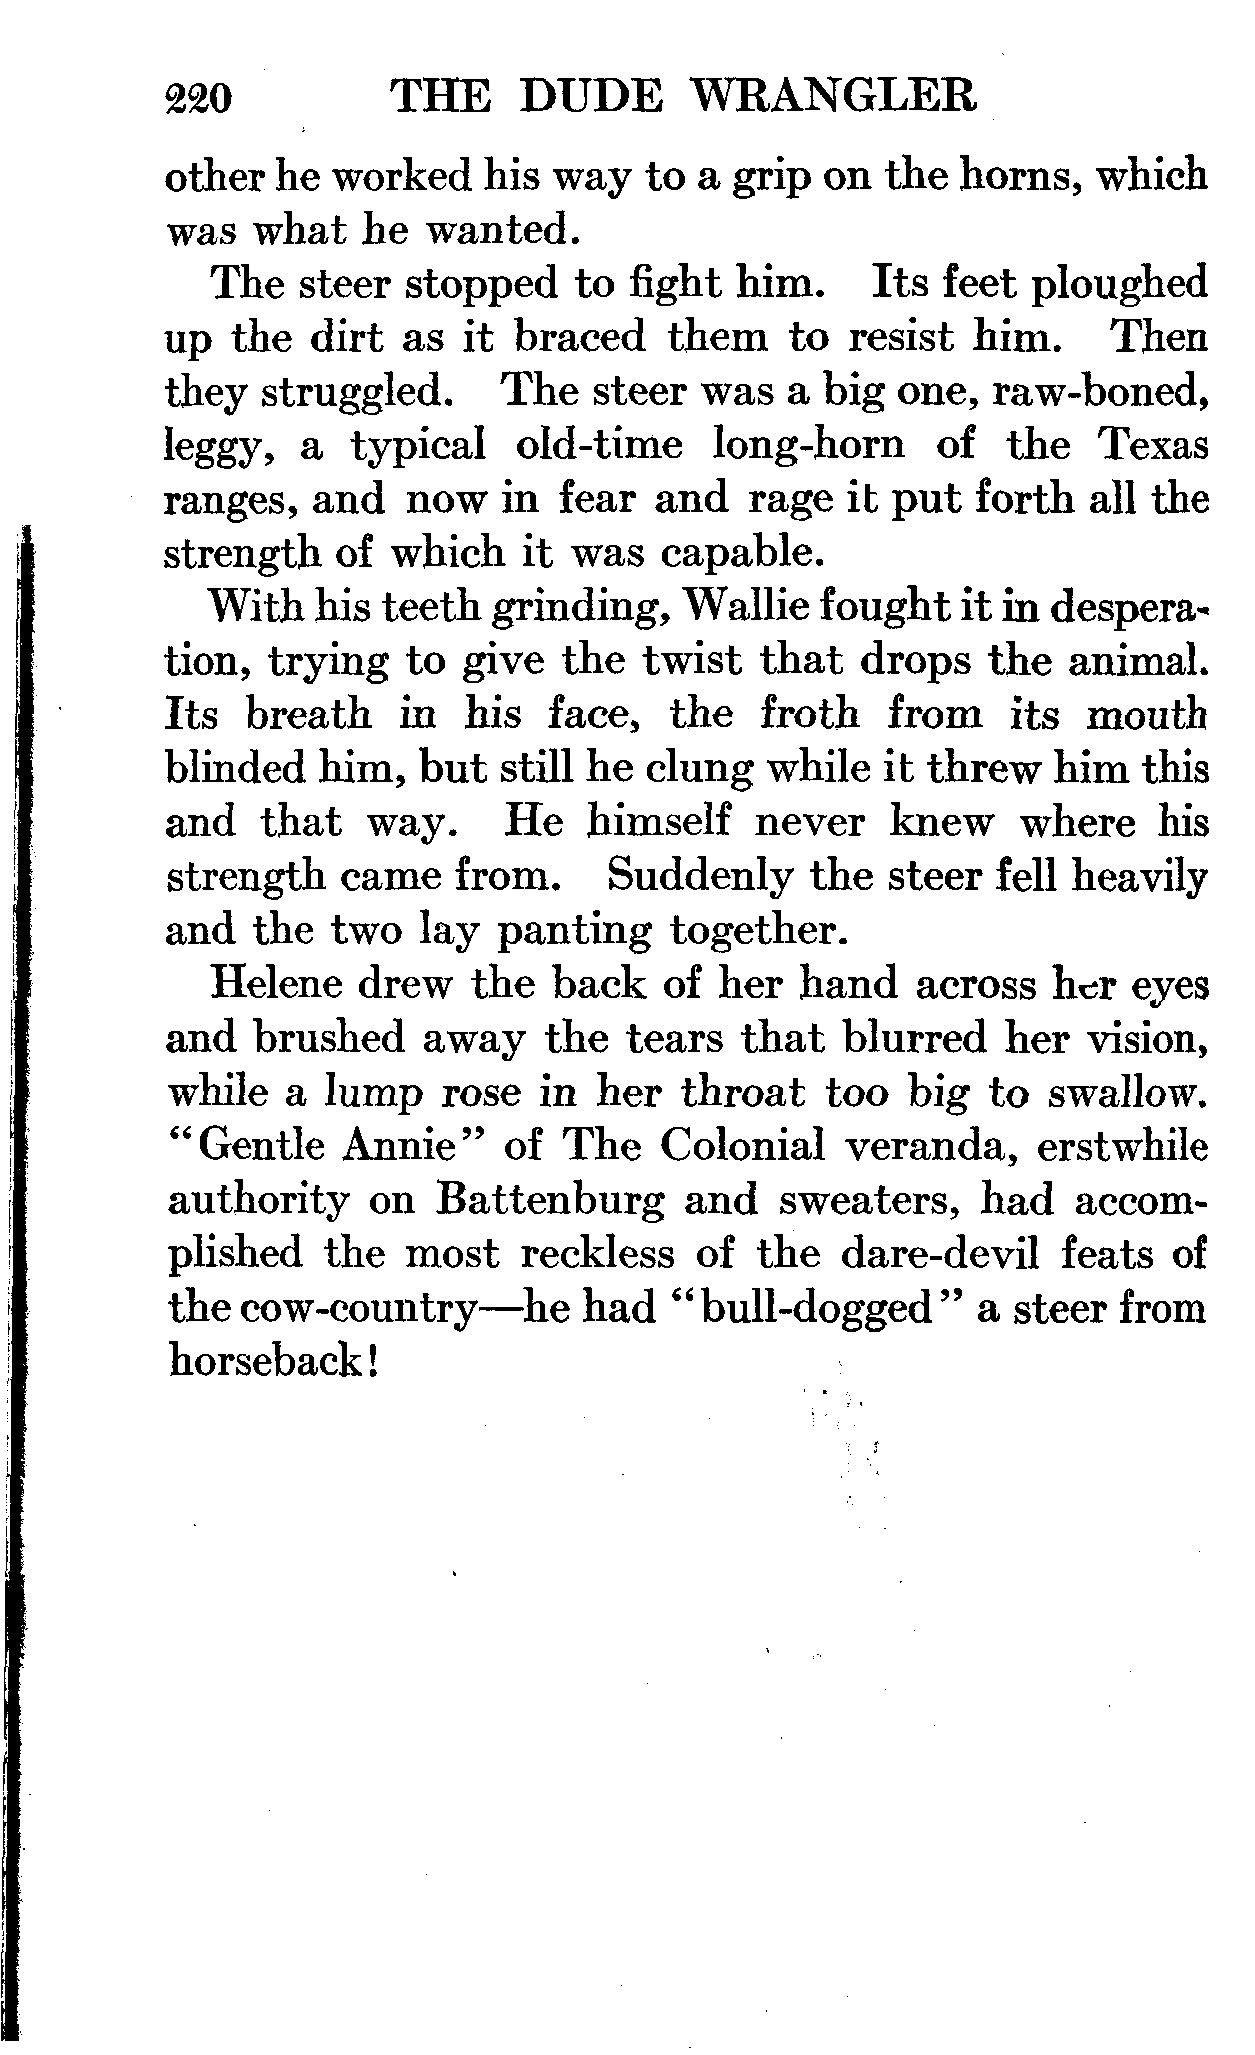 220 THE DUDE WRANGLER
other he worked his way to a grip on the horns, which
was what he wanted.
The steer stopped to fight him. Its feet ploughed
up the dirt as it braced them to resist him. Then
they struggled. The steer was a big one, raw-boned,
leggy, a typical old-time long-horn of the Texas
ranges, and now in fear and rage it put forth all the
strength of which it was capable.
With his teeth grinding, Wallie fought it in despera-
tion, trying to give the twist that drops the animal.
Its breath in his face, the froth from its mouth
blinded him, but still he clung while it threw him this
and that way. He himself never knew where his
strength came from. Suddenly the steer fell heavily
and the two lay panting together.
Helene drew the back of her hand across her eyes
and brushed away the tears that blurred her vision,
while a lump rose in her throat too big to swallow.
“Gentle Annie” of The Colonial veranda, erstwhile
authority on Battenburg and sweaters, had accom-
plished the most reckless of the dare-devil feats of
the cow-country—he had “bull-dogged” a steer from
horseback!